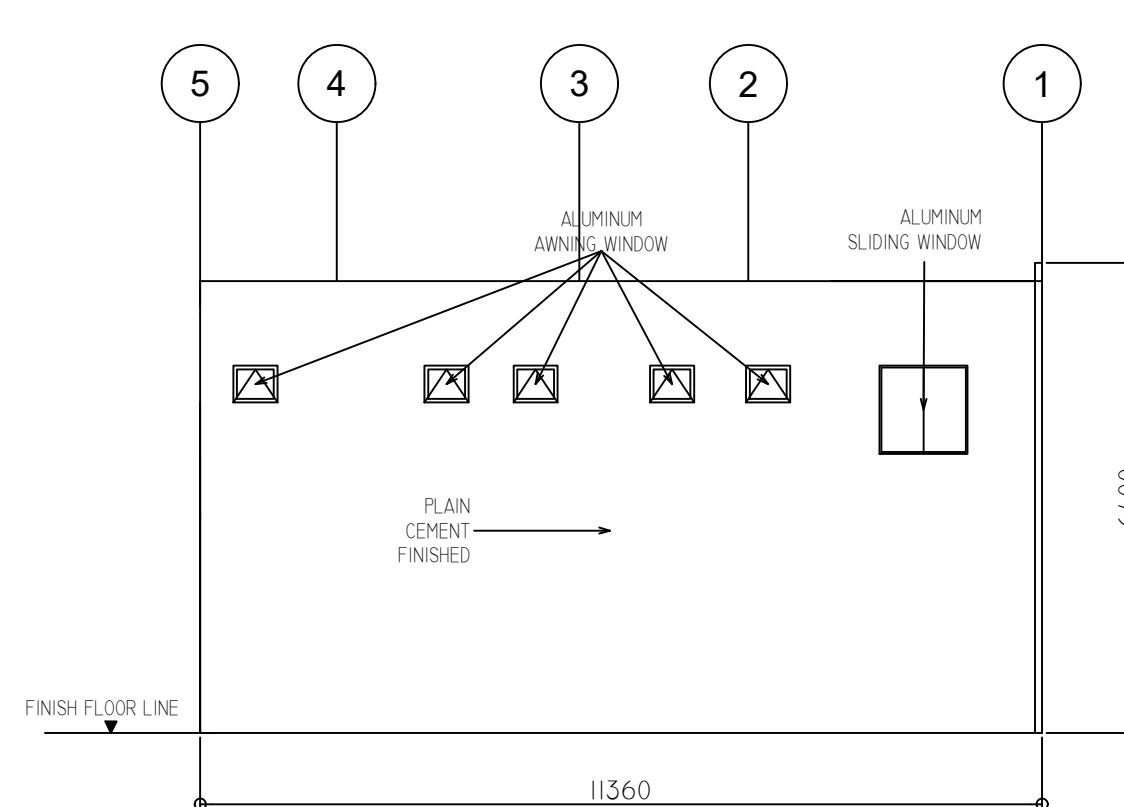 5 4 3 2 1
ALUMINUM
AWNING WINDOW
ALUMINUM
SLIDING WINDOW
PLAIN
CEMENT
FINISHED
FINISH FLOOR LINE
11360